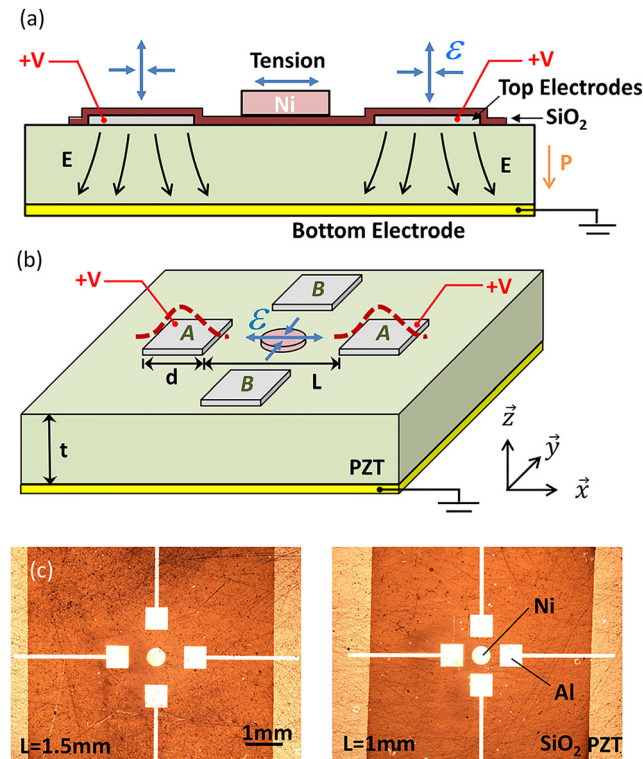 (a)
+V
Tension
ε
+V
Ni
Top Electrodes
SiO2
E
E
P
Bottom Electrode
(b)
+V
B
+V
A
ε
A
d
L
B
t
PZT
z
y
x
(c)
Ni
Al
L=1.5mm
1mm
L=1mm
SiO2 PZT